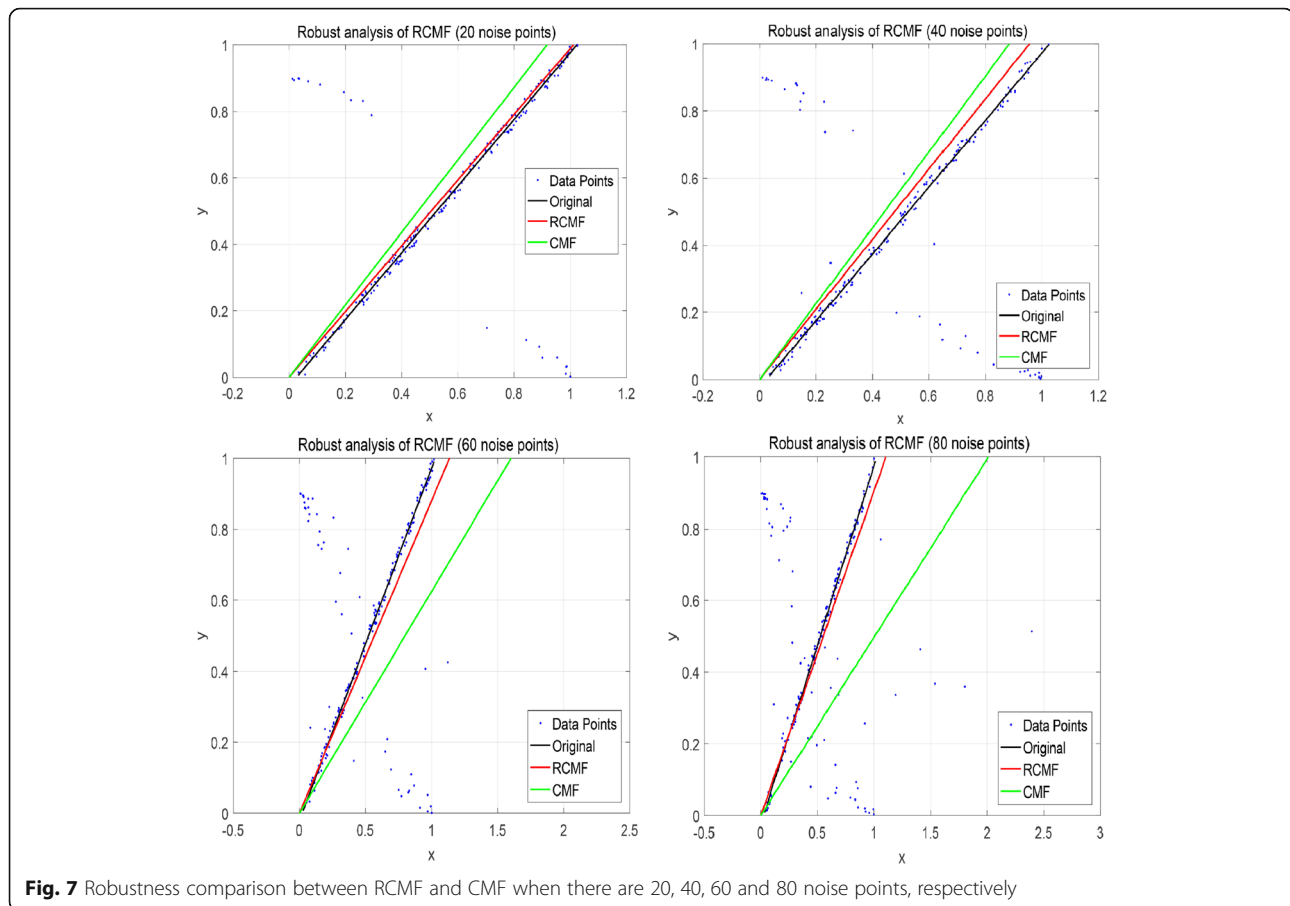 Robust analysis of RCMF (20 noise points)
1
0.8
0.6
0.4
0.2
0
y
-0.2 0 0.2 0.4 0.6 0.8 1 1.2
x
Data Points
Original
RCMF
CMF
Robust analysis of RCMF (40 noise points)
1
0.8
0.6
0.4
0.2
0
y
-0.2 0 0.2 0.4 0.6 0.8 1 1.2
x
Data Points
Original
RCMF
CMF
Robust analysis of RCMF (60 noise points)
1
0.8
0.6
0.4
0.2
0
y
-0.5 0 0.5 1 1.5 2 2.5
x
Data Points
Original
RCMF
CMF
Robust analysis of RCMF (80 noise points)
1
0.8
0.6
0.4
0.2
0
y
-0.5 0 0.5 1 1.5 2 2.5 3
x
Data Points
Original
RCMF
CMF
Fig. 7 Robustness comparison between RCMF and CMF when there are 20, 40, 60 and 80 noise points, respectively